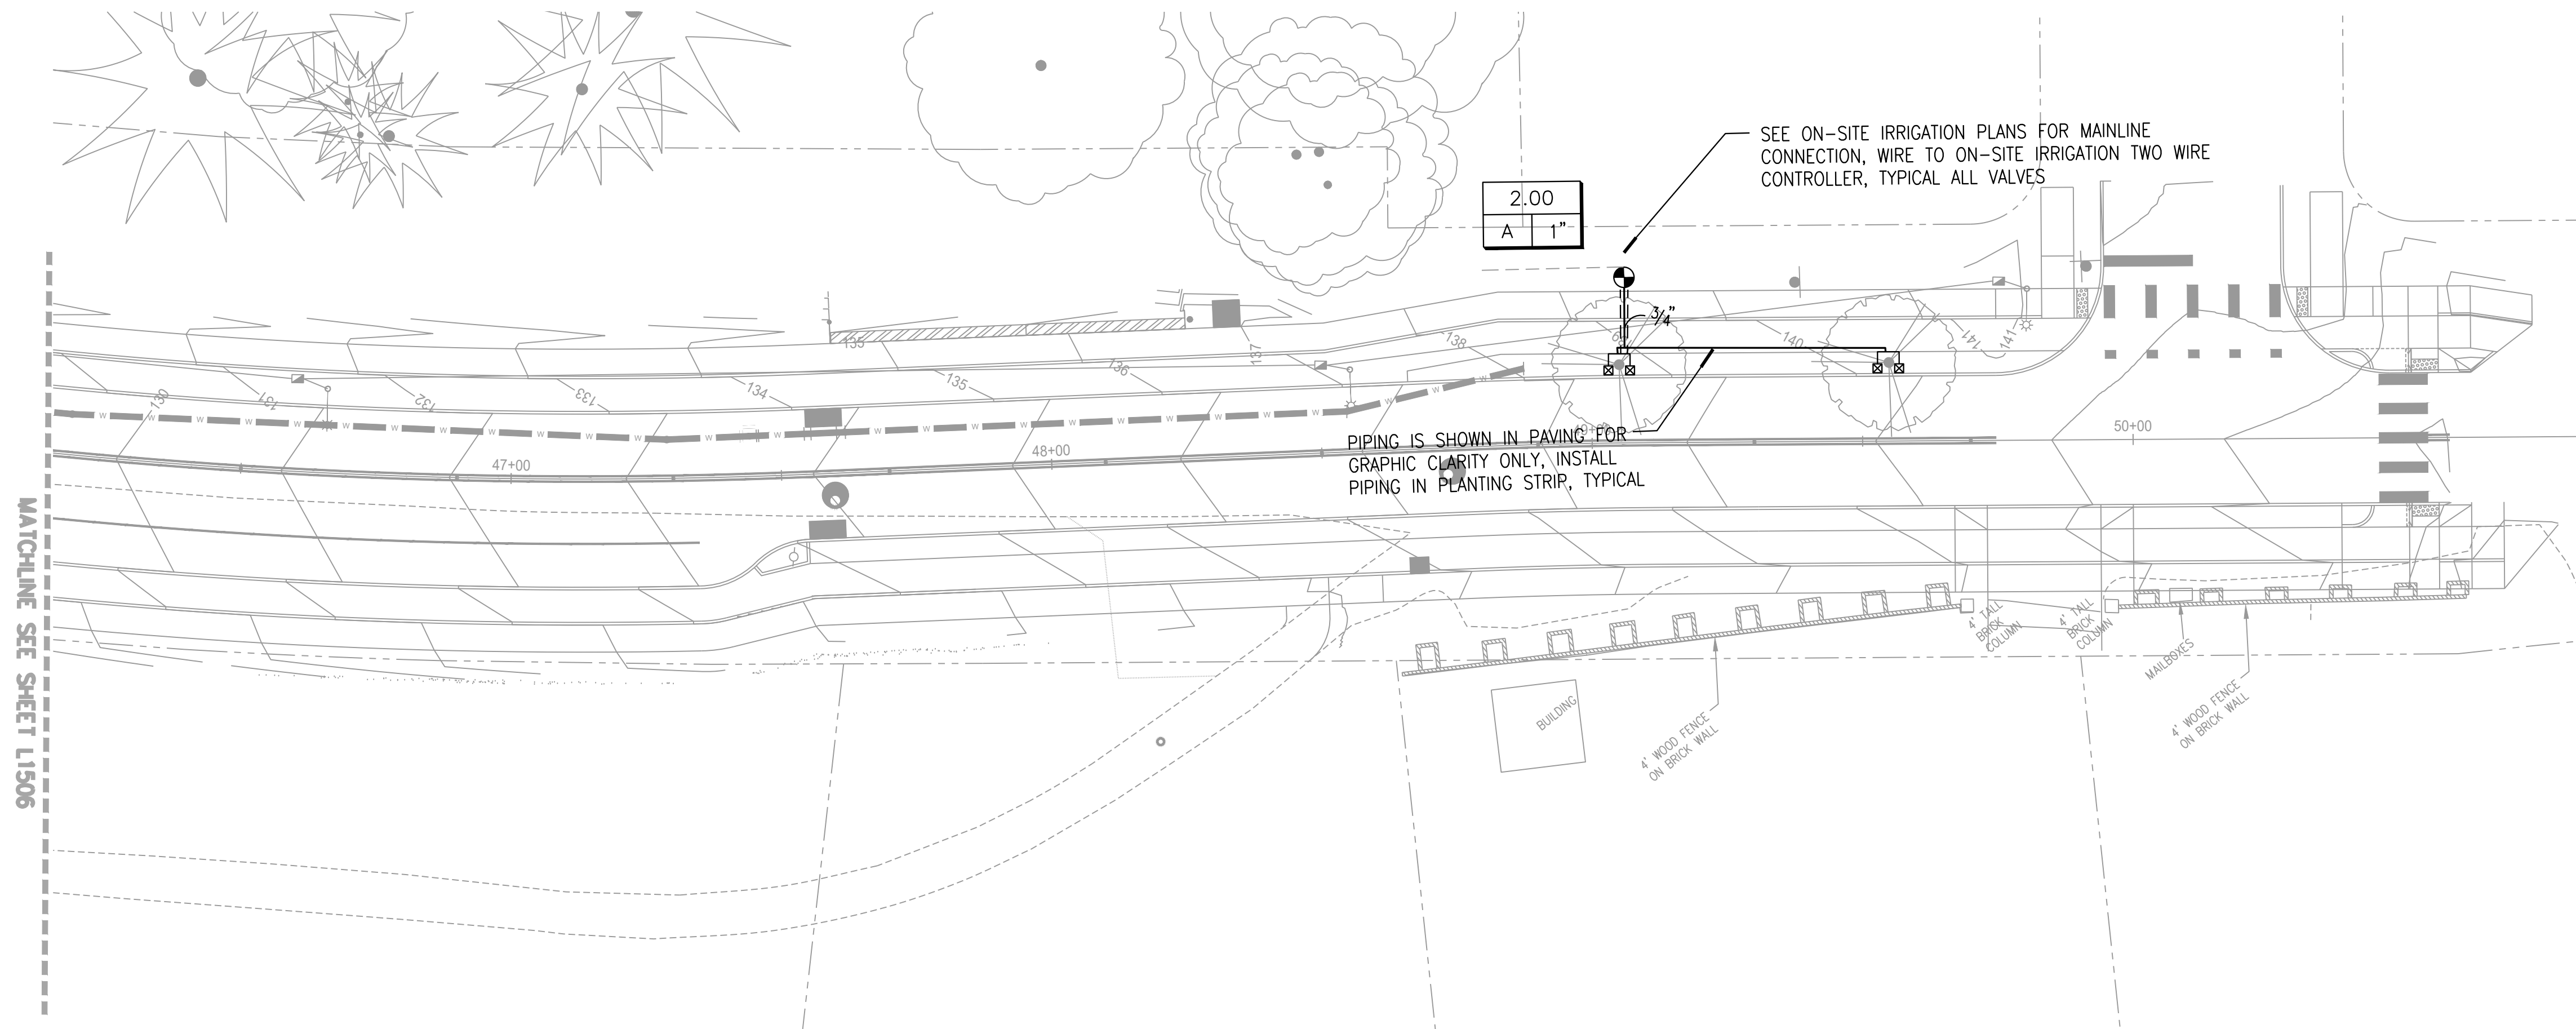 SEE ON-SITE IRRIGATION PLANS FOR MAINLINE
CONNECTION, WIRE TO ON-SITE IRRIGATION TWO WIRE
CONTROLLER, TYPICAL ALL VALVES
2.00
A 1"
3/4"
135
137
138
140
141
141
130
131
132
133
134
135
136
W W W W W W W W W W W W W W W W W W
47+00
48+00
50+00
PIPING IS SHOWN IN PAVING FOR
GRAPHIC CLARITY ONLY, INSTALL
PIPING IN PLANTING STRIP, TYPICAL
MATCHLINE SEE SHEET L1506
4' TALL
BRICK
COLUMN
4' TALL
BRICK
COLUMN
MAILBOXES
BUILDING
4' WOOD FENCE
ON BRICK WALL
4' WOOD FENCE
ON BRICK WALL